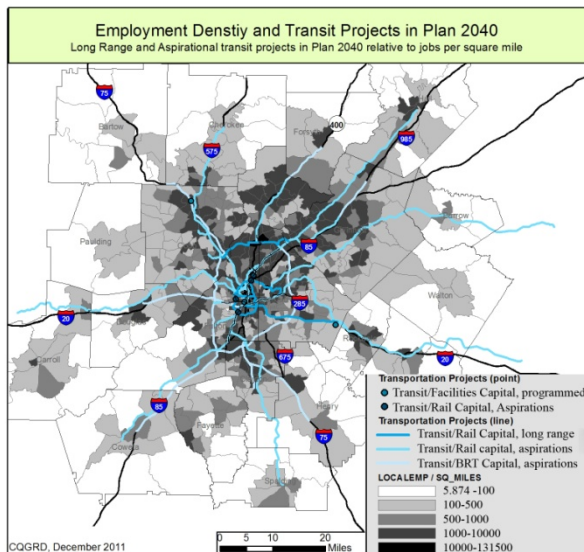 Employment Denstiy and Transit Projects in Plan 2040
Long Range and Aspirational transit projects in Plan 2040 relative to jobs per square mile
75
Bartow
575
Cherokee
Forsyth
400
985
Paulding
85
Walton
285
20
Carroll
675
20
85
Coweta
Fayette
Henry
75
Spalding
Transportation Projects (point)
Transit/Facilities Capital, programmed
Transit/Rail Capital, Aspirations
Transportation Projects (line)
Transit/Rail Capital, long range
Transit/Rail capital, aspirations
Transit/BRT Capital, aspirations
LOCALEMP / SQ_MILES
5.874 -100
100-500
500-1000
1000-10000
10000-131500
CQGRD, December 2011
0 5 10 20
Miles